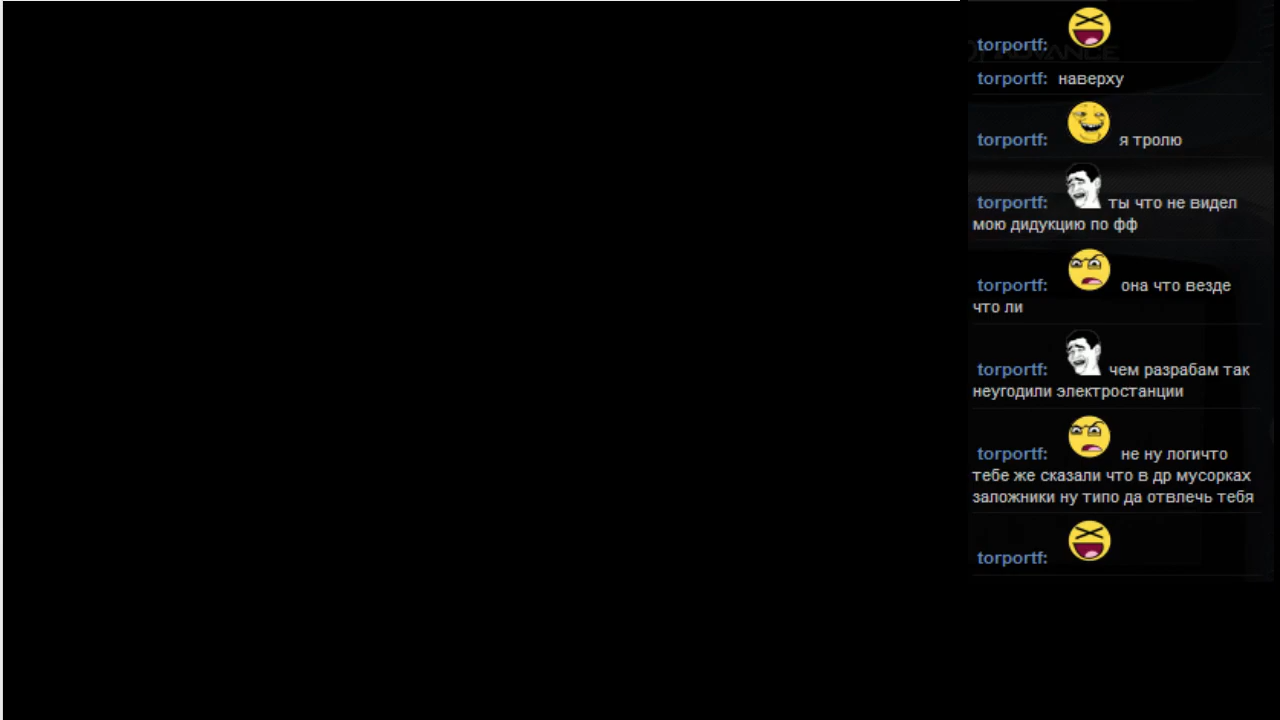 torportf:
ADVANCE
torportf: наверху
torportf: я тролю
torportf: ты что не видел
мою дидукцию по фф
torportf: она что везде
что ли
torportf: чем разрабам так
неугодили электростанции
torportf: не ну логичто
тебе же сказали что в др мусорках
заложники ну типо да отвлечь тебя
torportf: